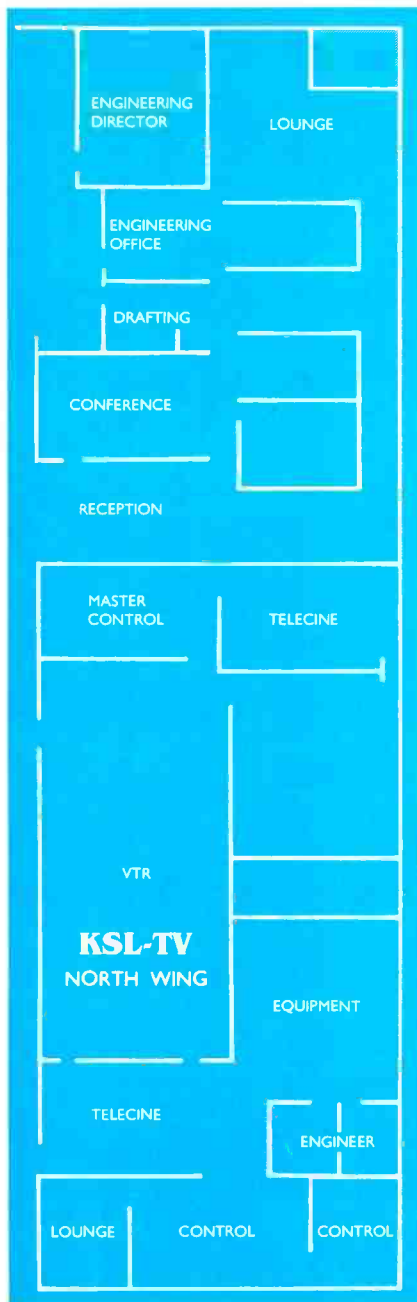 ENGINEERING
DIRECTOR
LOUNGE
ENGINEERING
OFFICE
DRAFTING
CONFERENCE
RECEPTION
MASTER
CONTROL
TELECINE
VTR
KSL-TV
NORTH WING
EQUIPMENT
TELECINE
ENGINEER
LOUNGE
CONTROL
CONTROL